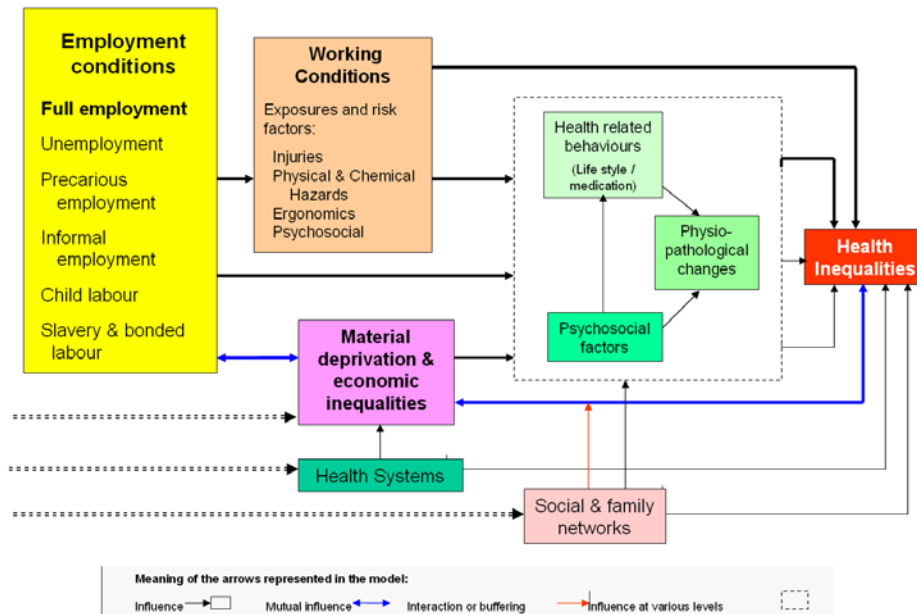 Employment
conditions
Full employment
Unemployment
Precarious
employment
Informal
employment
Child labour
Slavery & bonded
labour
Working
Conditions
Exposures and risk
factors:
Injuries
Physical & Chemical
Hazards
Ergonomics
Psychosocial
Material
deprivation &
economic
inequalities
Health Systems
Health related
behaviours
(Life style /
medication)
Physio-
pathological
changes
Psychosocial
factors
Social & family
networks
Health
Inequalities
Meaning of the arrows represented in the model:
Influence Mutual influence Interaction or buffering Influence at various levels